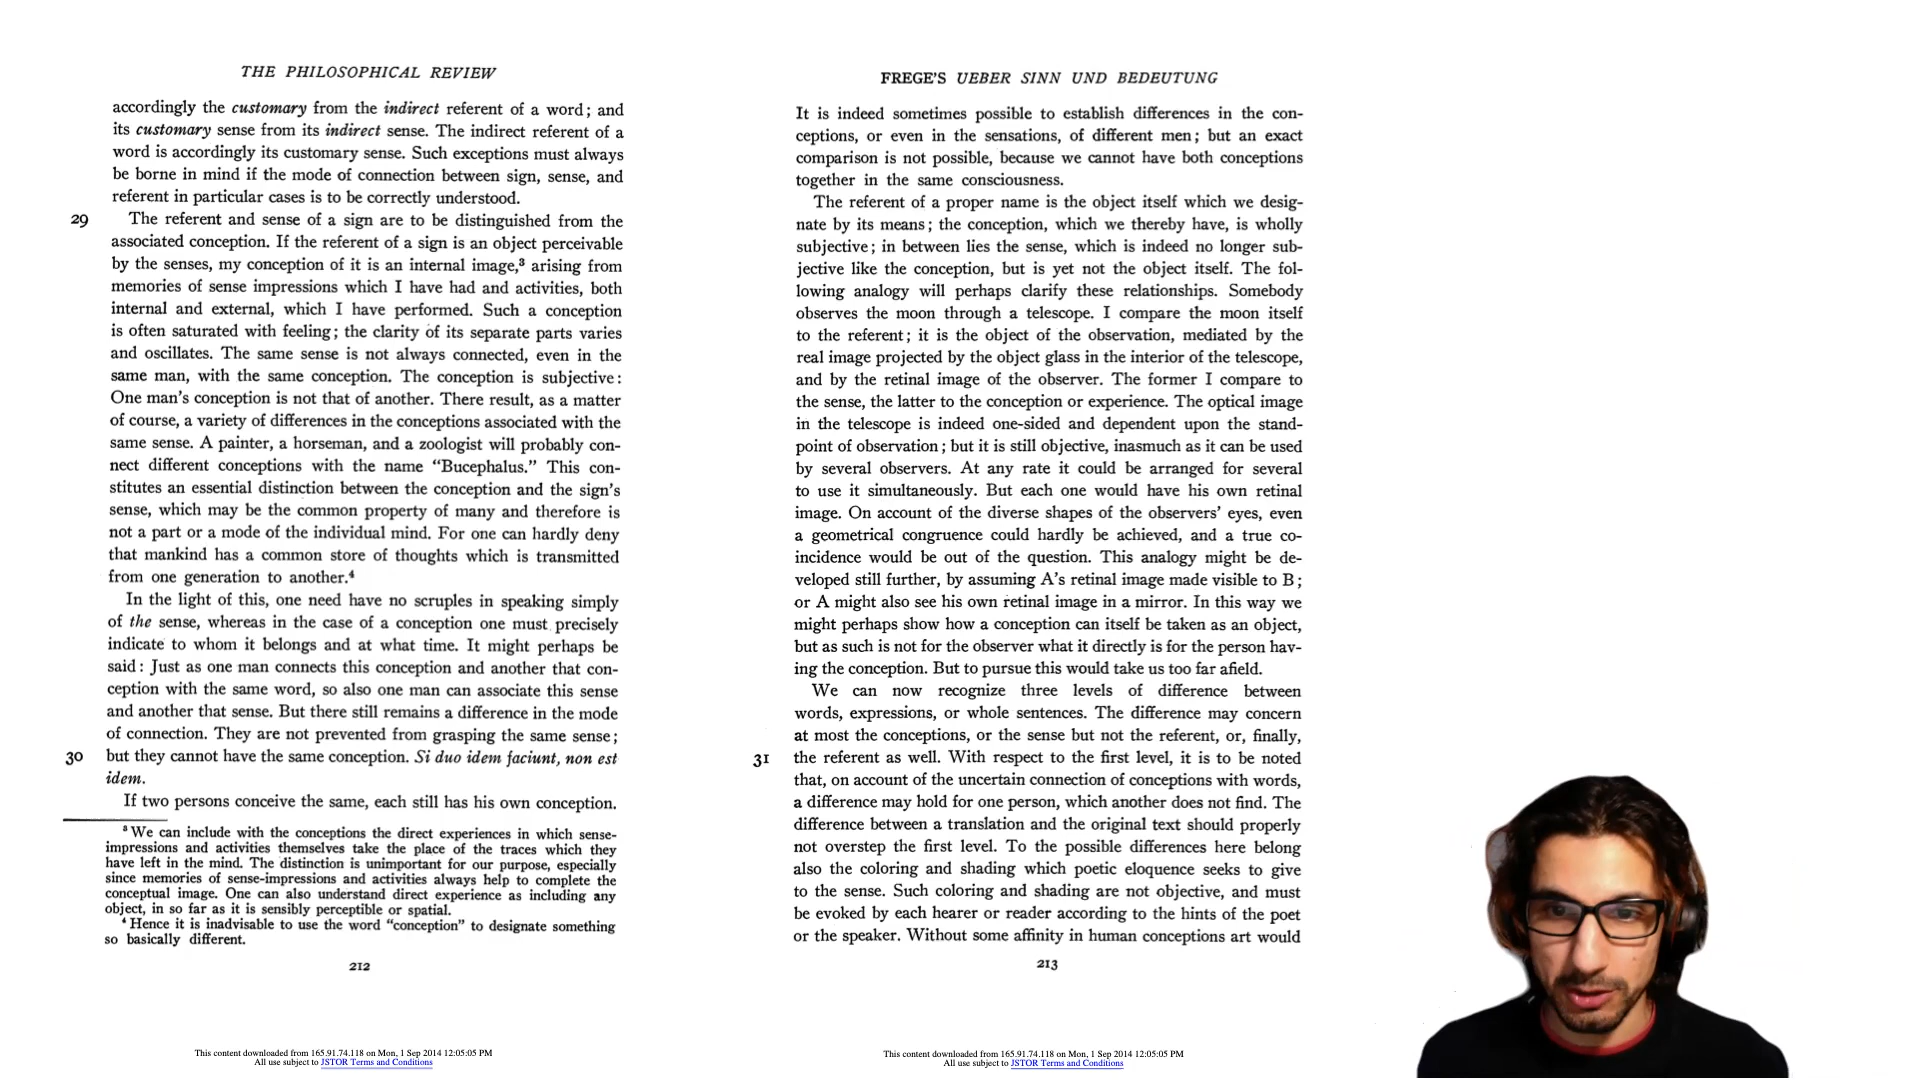 THE PHILOSOPHICAL REVIEW
accordingly the customary from the indirect referent of a word; and
its customary sense from its indirect sense. The indirect referent of a
word is accordingly its customary sense. Such exceptions must always
be borne in mind if the mode of connection between sign, sense, and
referent in particular cases is to be correctly understood.
29 The referent and sense of a sign are to be distinguished from the
associated conception. If the referent of a sign is an object perceivable
by the senses, my conception of it is an internal image,³ arising from
memories of sense impressions which I have had and activities, both
internal and external, which I have performed. Such a conception
is often saturated with feeling; the clarity of its separate parts varies
and oscillates. The same sense is not always connected, even in the
same man, with the same conception. The conception is subjective:
One man's conception is not that of another. There result, as a matter
of course, a variety of differences in the conceptions associated with the
same sense. A painter, a horseman, and a zoologist will probably con-
nect different conceptions with the name “Bucephalus.” This con-
stitutes an essential distinction between the conception and the sign's
sense, which may be the common property of many and therefore is
not a part or a mode of the individual mind. For one can hardly deny
that mankind has a common store of thoughts which is transmitted
from one generation to another.⁴
In the light of this, one need have no scruples in speaking simply
of the sense, whereas in the case of a conception one must precisely
indicate to whom it belongs and at what time. It might perhaps be
said: Just as one man connects this conception and another that con-
ception with the same word, so also one man can associate this sense
and another that sense. But there still remains a difference in the mode
of connection. They are not prevented from grasping the same sense;
30 but they cannot have the same conception. Si duo idem faciunt, non est
idem.
If two persons conceive the same, each still has his own conception.
³ We can include with the conceptions the direct experiences in which sense-
impressions and activities themselves take the place of the traces which they
have left in the mind. The distinction is unimportant for our purpose, especially
since memories of sense-impressions and activities always help to complete the
conceptual image. One can also understand direct experience as including any
object, in so far as it is sensibly perceptible or spatial.
⁴ Hence it is inadvisable to use the word “conception” to designate something
so basically different.
212
This content downloaded from 165.91.74.118 on Mon, 1 Sep 2014 12:05:05 PM
All use subject to JSTOR Terms and Conditions
FREGE'S UEBER SINN UND BEDEUTUNG
It is indeed sometimes possible to establish differences in the con-
ceptions, or even in the sensations, of different men; but an exact
comparison is not possible, because we cannot have both conceptions
together in the same consciousness.
The referent of a proper name is the object itself which we desig-
nate by its means; the conception, which we thereby have, is wholly
subjective; in between lies the sense, which is indeed no longer sub-
jective like the conception, but is yet not the object itself. The fol-
lowing analogy will perhaps clarify these relationships. Somebody
observes the moon through a telescope. I compare the moon itself
to the referent; it is the object of the observation, mediated by the
real image projected by the object glass in the interior of the telescope,
and by the retinal image of the observer. The former I compare to
the sense, the latter to the conception or experience. The optical image
in the telescope is indeed one-sided and dependent upon the stand-
point of observation; but it is still objective, inasmuch as it can be used
by several observers. At any rate it could be arranged for several
to use it simultaneously. But each one would have his own retinal
image. On account of the diverse shapes of the observers' eyes, even
a geometrical congruence could hardly be achieved, and a true co-
incidence would be out of the question. This analogy might be de-
veloped still further, by assuming A's retinal image made visible to B;
or A might also see his own retinal image in a mirror. In this way we
might perhaps show how a conception can itself be taken as an object,
but as such is not for the observer what it directly is for the person hav-
ing the conception. But to pursue this would take us too far afield.
We can now recognize three levels of difference between
words, expressions, or whole sentences. The difference may concern
at most the conceptions, or the sense but not the referent, or, finally,
31 the referent as well. With respect to the first level, it is to be noted
that, on account of the uncertain connection of conceptions with words,
a difference may hold for one person, which another does not find. The
difference between a translation and the original text should properly
not overstep the first level. To the possible differences here belong
also the coloring and shading which poetic eloquence seeks to give
to the sense. Such coloring and shading are not objective, and must
be evoked by each hearer or reader according to the hints of the poet
or the speaker. Without some affinity in human conceptions art would
213
This content downloaded from 165.91.74.118 on Mon, 1 Sep 2014 12:05:05 PM
All use subject to JSTOR Terms and Conditions